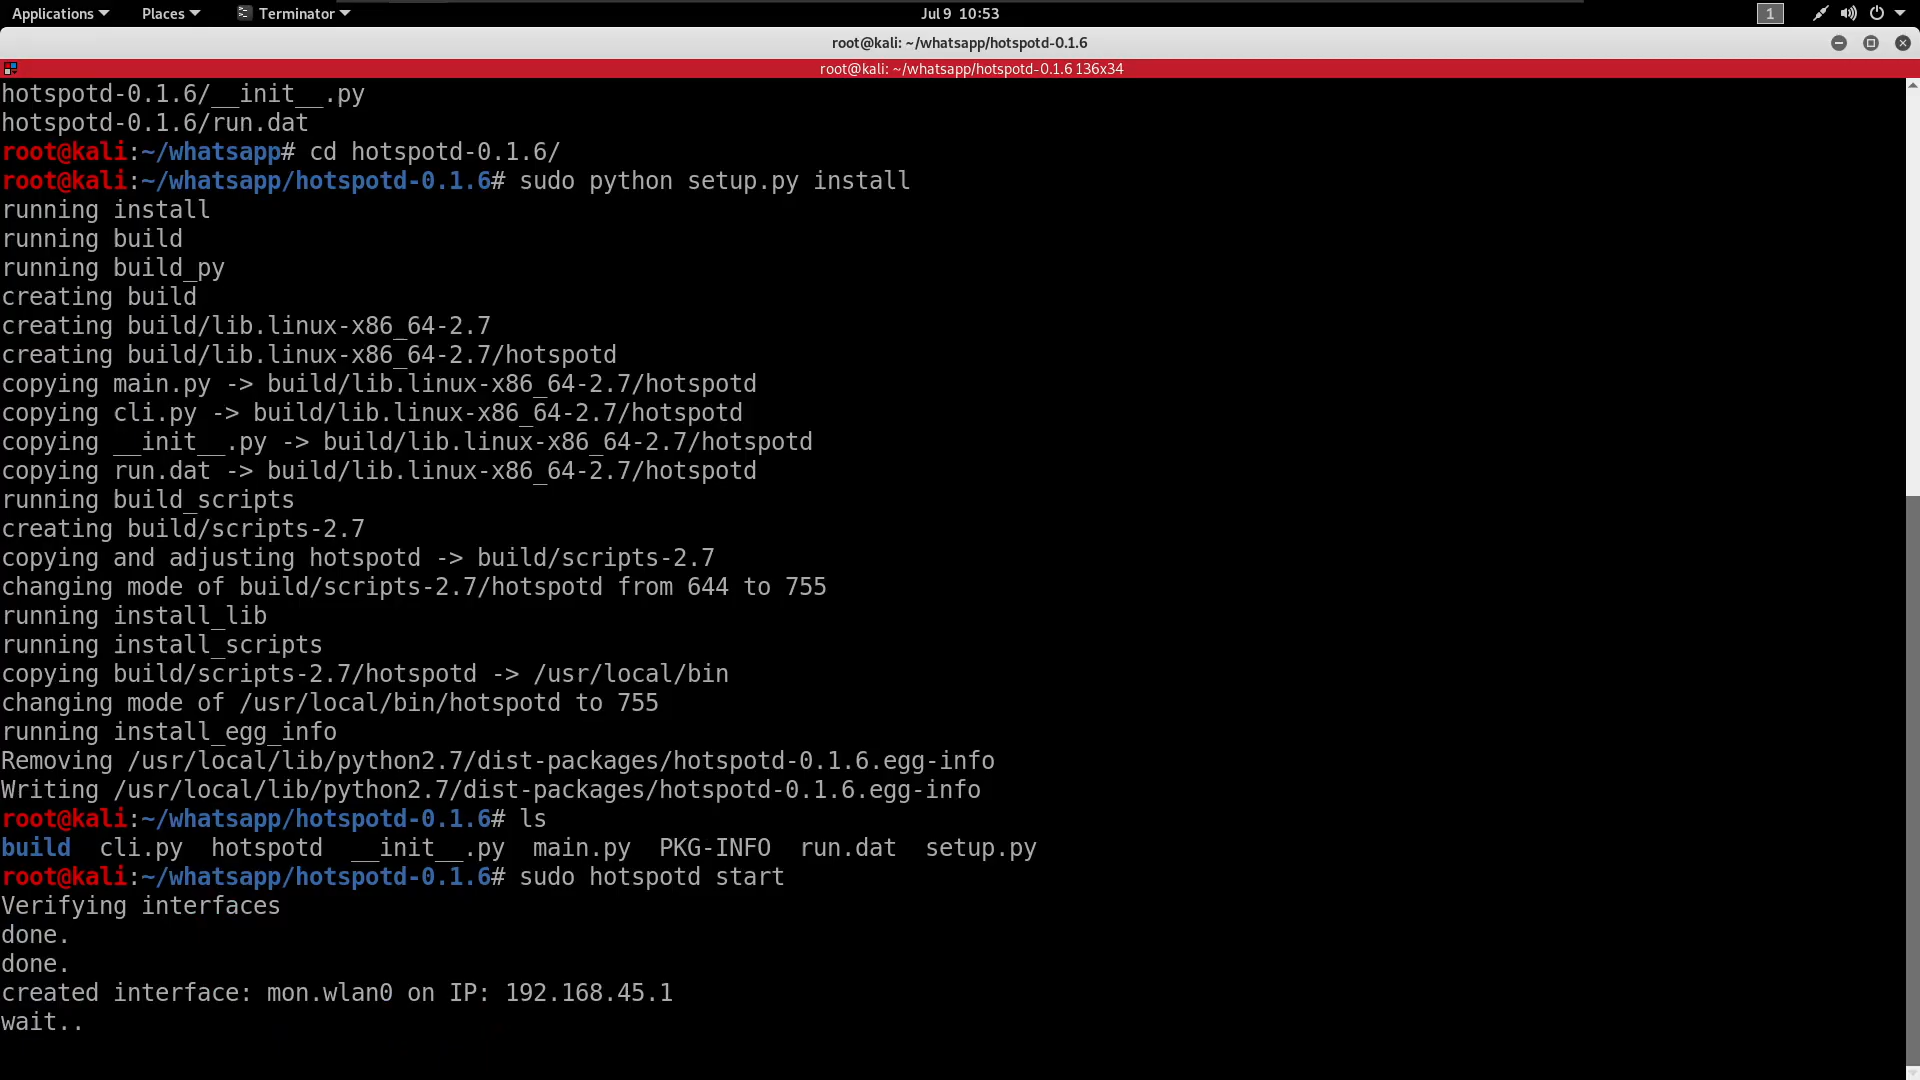 Applications Places Terminator Jul 9 10:53 1
root@kali: ~/whatsapp/hotspotd-0.1.6
root@kali: ~/whatsapp/hotspotd-0.1.6 136x34
hotspotd-0.1.6/__init__.py
hotspotd-0.1.6/run.dat
root@kali:~/whatsapp# cd hotspotd-0.1.6/
root@kali:~/whatsapp/hotspotd-0.1.6# sudo python setup.py install
running install
running build
running build_py
creating build
creating build/lib.linux-x86_64-2.7
creating build/lib.linux-x86_64-2.7/hotspotd
copying main.py -> build/lib.linux-x86_64-2.7/hotspotd
copying cli.py -> build/lib.linux-x86_64-2.7/hotspotd
copying __init__.py -> build/lib.linux-x86_64-2.7/hotspotd
copying run.dat -> build/lib.linux-x86_64-2.7/hotspotd
running build_scripts
creating build/scripts-2.7
copying and adjusting hotspotd -> build/scripts-2.7
changing mode of build/scripts-2.7/hotspotd from 644 to 755
running install_lib
running install_scripts
copying build/scripts-2.7/hotspotd -> /usr/local/bin
changing mode of /usr/local/bin/hotspotd to 755
running install_egg_info
Removing /usr/local/lib/python2.7/dist-packages/hotspotd-0.1.6.egg-info
Writing /usr/local/lib/python2.7/dist-packages/hotspotd-0.1.6.egg-info
root@kali:~/whatsapp/hotspotd-0.1.6# ls
build  cli.py  hotspotd  __init__.py  main.py  PKG-INFO  run.dat  setup.py
root@kali:~/whatsapp/hotspotd-0.1.6# sudo hotspotd start
Verifying interfaces
done.
done.
created interface: mon.wlan0 on IP: 192.168.45.1
wait..